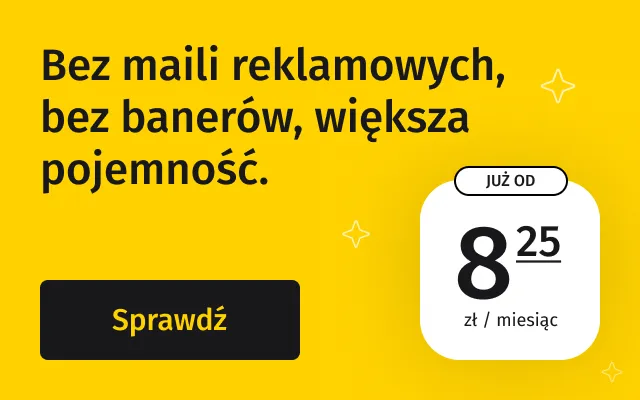 Bez maili reklamowych,
bez banerów, większa
pojemność.
JUŻ OD
8 25
zł / miesiąc
Sprawdź